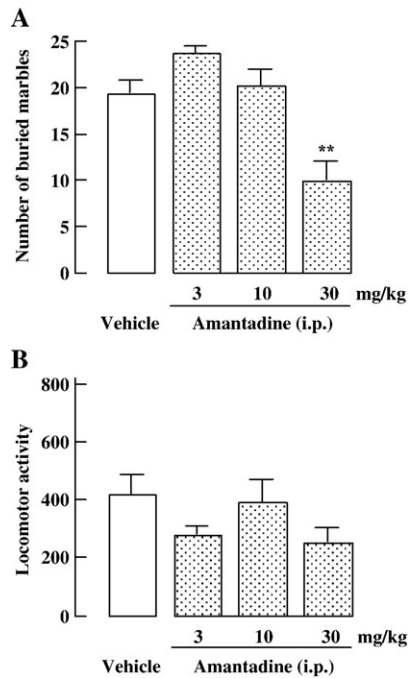 A
25
20
15
10
5
0
Number of buried marbles
**
3 10 30 mg/kg
Vehicle Amantadine (i.p.)
B
800
600
400
200
0
Locomotor activity
3 10 30 mg/kg
Vehicle Amantadine (i.p.)